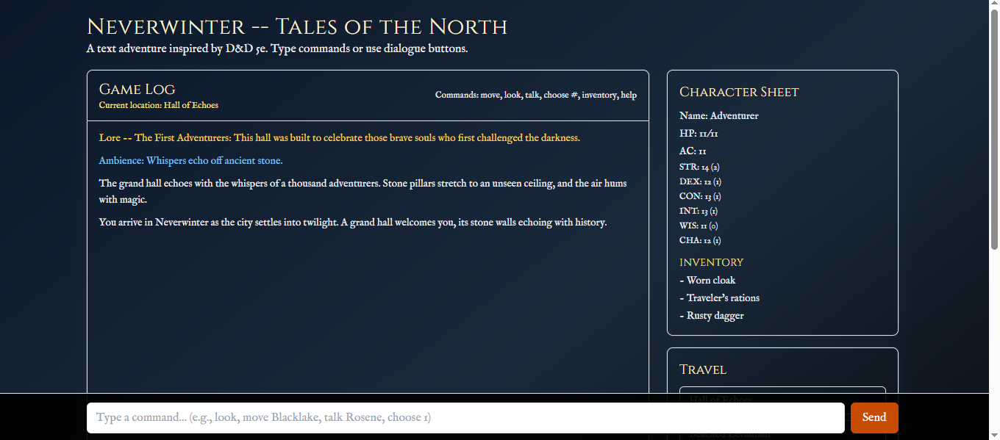 Neverwinter -- Tales of the North
A text adventure inspired by D&D 5e. Type commands or use dialogue buttons.
Game Log
Current location: Hall of Echoes
Commands: move, look, talk, choose #, inventory, help
Lore -- The First Adventurers: This hall was built to celebrate those brave souls who first challenged the darkness.
Ambience: Whispers echo off ancient stone.
The grand hall echoes with the whispers of a thousand adventurers. Stone pillars stretch to an unseen ceiling, and the air hums
with magic.
You arrive in Neverwinter as the city settles into twilight. A grand hall welcomes you, its stone walls echoing with history.
Character Sheet
Name: Adventurer
HP: 11/11
AC: 11
STR: 14 (2)
DEX: 12 (1)
CON: 13 (1)
INT: 13 (1)
WIS: 11 (0)
CHA: 12 (1)
Inventory
- Worn cloak
- Traveler's rations
- Rusty dagger
Travel
Hall of Echoes
Beached Leviathan
Type a command... (e.g., look, move Blacklake, talk Rosene, choose 1)
Send